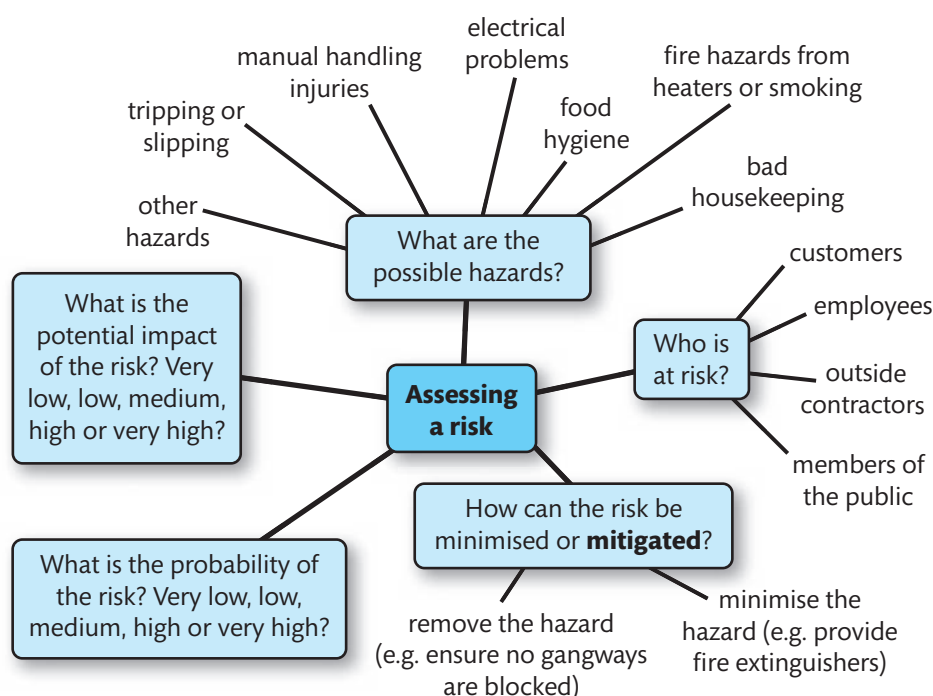 electrical
problems
manual handling
injuries
fire hazards from
heaters or smoking
tripping or
slipping
food
hygiene
bad
housekeeping
other
hazards
What are the
possible hazards?
customers
employees
Who is
at risk?
outside
contractors
members of
the public
What is the
potential impact
of the risk? Very
low, low, medium,
high or very high?
Assessing
a risk
How can the risk be
minimised or mitigated?
What is the probability of
the risk? Very low, low,
medium, high or very high?
remove the hazard
(e.g. ensure no gangways
are blocked)
minimise the
hazard (e.g. provide
fire extinguishers)